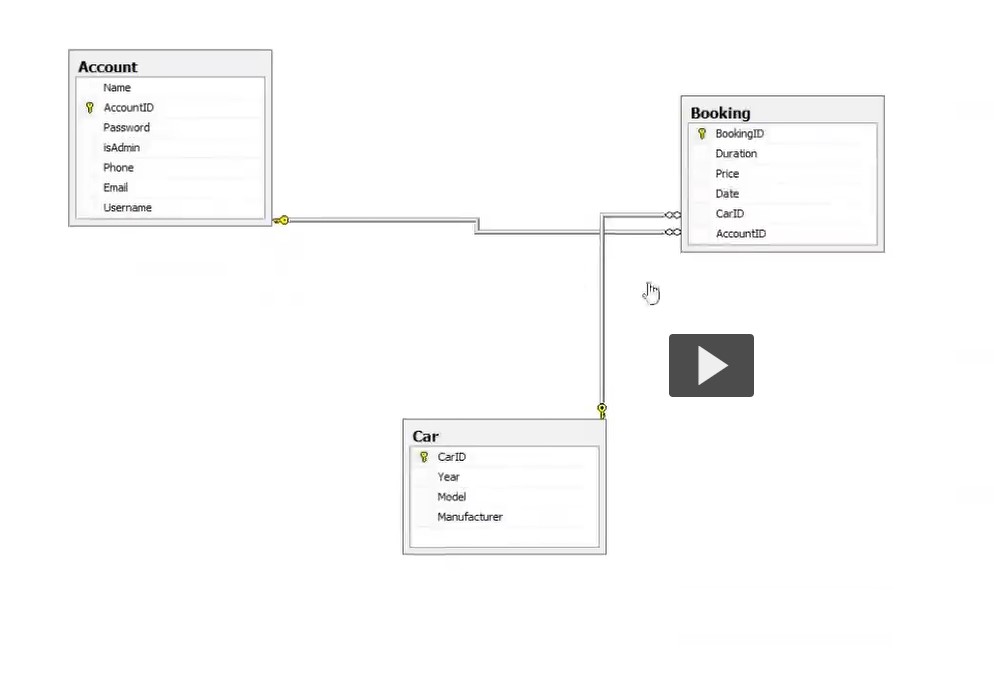 Account
Name
AccountID
Password
isAdmin
Phone
Email
Username
Booking
BookingID
Duration
Price
Date
CarID
AccountID
Car
CarID
Year
Model
Manufacturer